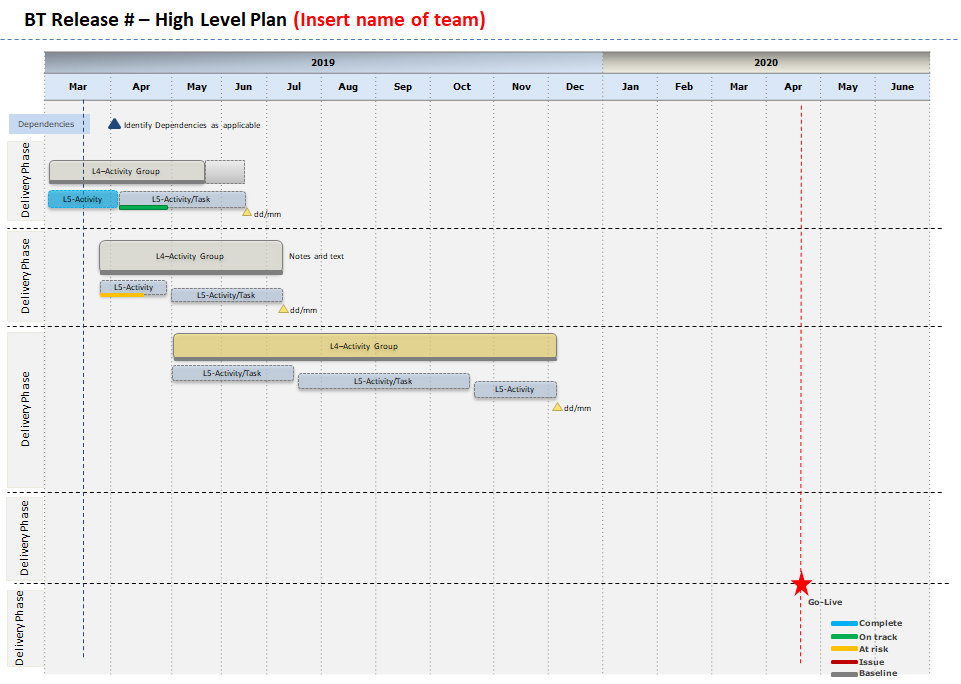 BT Release # – High Level Plan (Insert name of team)
2019 2020
Mar Apr May Jun Jul Aug Sep Oct Nov Dec Jan Feb Mar Apr May June
Dependencies Identify Dependencies as applicable
Delivery Phase
L4–Activity Group
L5-Activity L5-Activity/Task
dd/mm
Delivery Phase
L4–Activity Group Notes and text
L5-Activity L5-Activity/Task
dd/mm
Delivery Phase
L4–Activity Group
L5-Activity/Task L5-Activity/Task L5-Activity
dd/mm
Delivery Phase
Delivery Phase
Go-Live
Complete
On track
At risk
Issue
Baseline